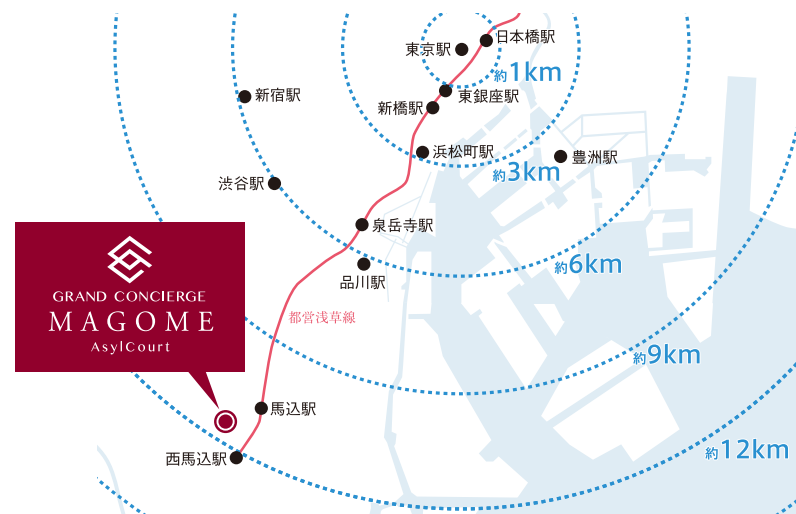 日本橋駅
東京駅
約1km
東銀座駅
新宿駅
新橋駅
浜松町駅
豊洲駅
約3km
渋谷駅
泉岳寺駅
約6km
品川駅
GRAND CONCIERGE
MAGOME
AsylCourt
都営浅草線
約9km
馬込駅
約12km
西馬込駅